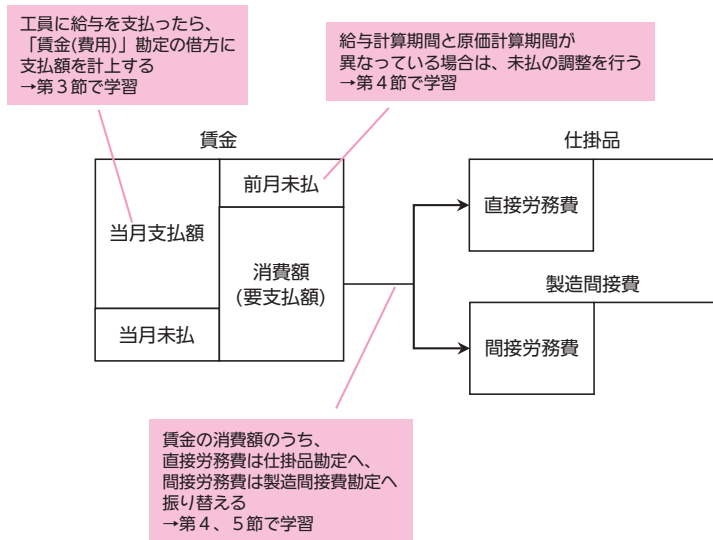 工員に給与を支払ったら、
「賃金(費用)」勘定の借方に
支払額を計上する
→第３節で学習
給与計算期間と原価計算期間が
異なっている場合は、未払の調整を行う
→第４節で学習
賃金
仕掛品
前月未払
当月支払額
直接労務費
消費額
(要支払額)
製造間接費
当月未払
間接労務費
賃金の消費額のうち、
直接労務費は仕掛品勘定へ、
間接労務費は製造間接費勘定へ
振り替える
→第４、５節で学習